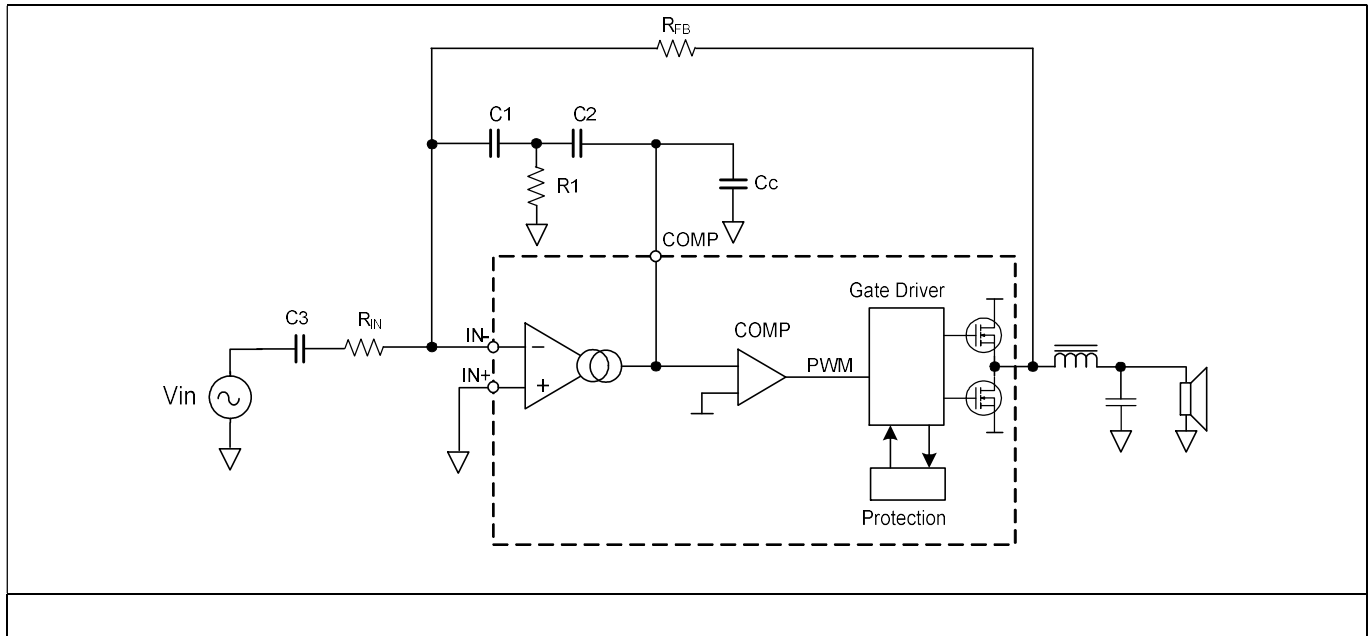 RFB
C1
C2
R1
Cc
COMP
Gate Driver
C3
RIN
IN-
COMP
IN+
PWM
Vin
Protection